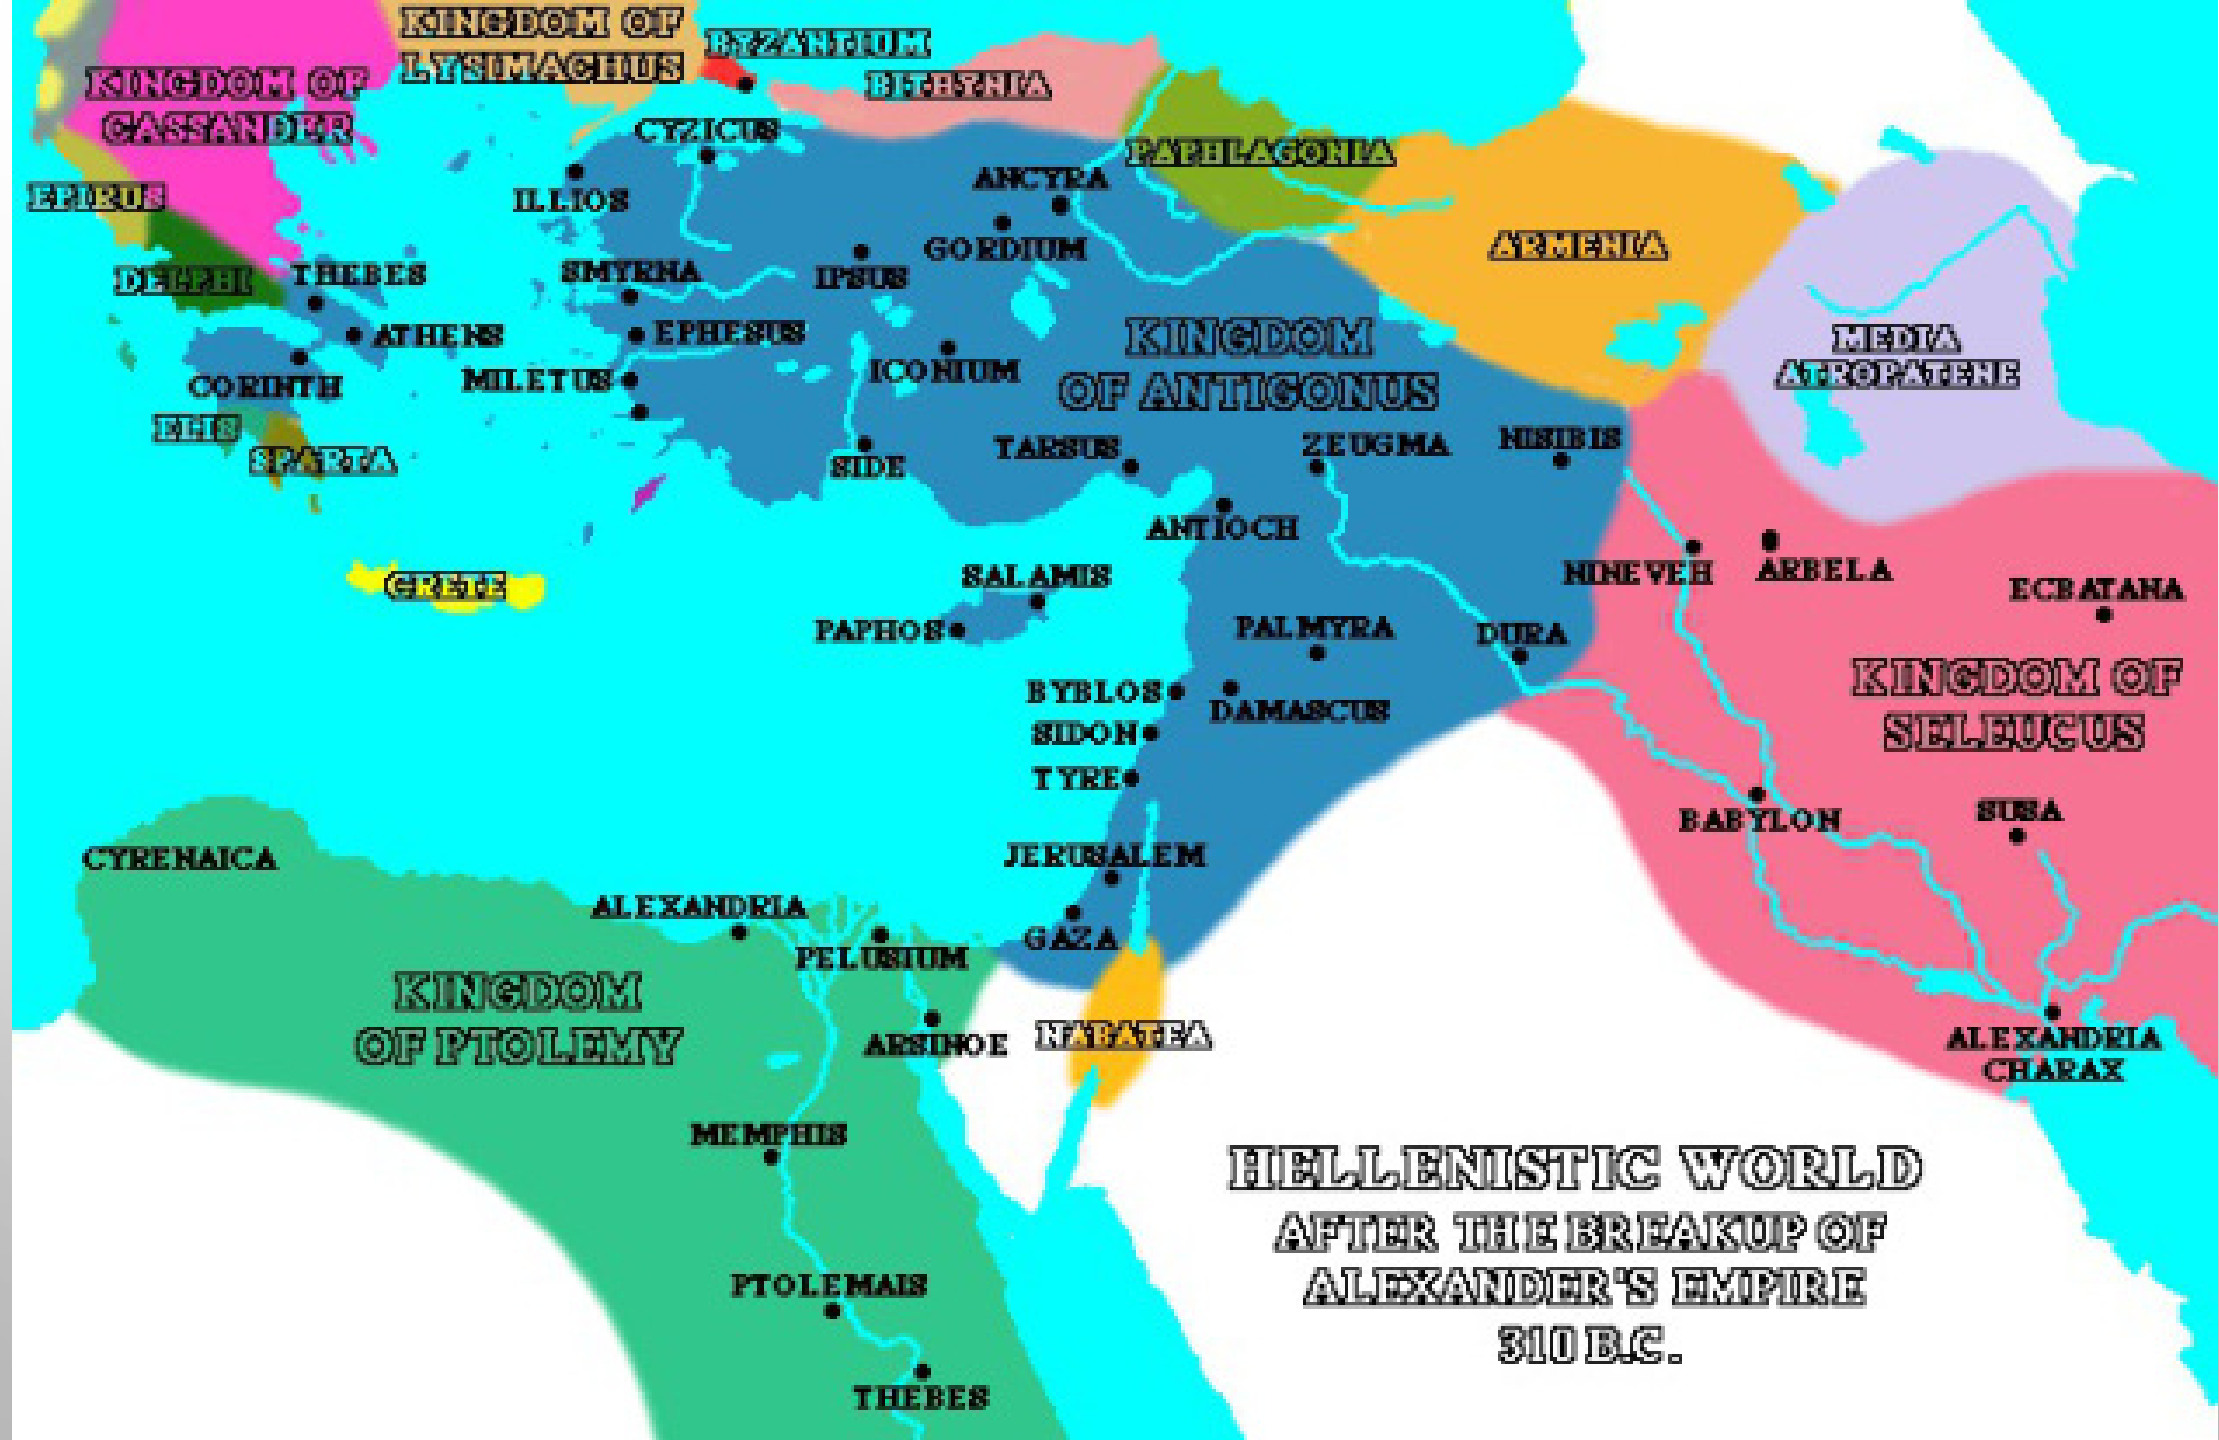 KINGDOM OF
LYSIMACHUS
BYZANTIUM
BITHYNIA
KINGDOM OF
CASSANDER
CYZICUS
PAPHLAGONIA
EPIRUS
ILLIOS
ANCYRA
GORDIUM
ARMENIA
DELPHI
THEBES
SMYRNA
IPSUS
ATHENS
EPHESUS
KINGDOM
OF ANTIGONUS
MEDIA
ATROPATENE
CORINTH
MILETUS
ICONIUM
ELIS
SPARTA
SIDE
TARSUS
ZEUGMA
NISIBIS
ANTIOCH
CRETE
SALAMIS
NINEVEH
ARBELA
ECBATANA
PAPHOS
PALMYRA
DURA
BYBLOS
DAMASCUS
KINGDOM OF
SELEUCUS
SIDON
TYRE
BABYLON
SUSA
CYRENAICA
JERUSALEM
ALEXANDRIA
PELUSIUM
GAZA
KINGDOM
OF PTOLEMY
ARSINOE
NABATEA
ALEXANDRIA
CHARAX
MEMPHIS
HELLENISTIC WORLD
AFTER THE BREAKUP OF
ALEXANDER'S EMPIRE
310 B.C.
PTOLEMAIS
THEBES